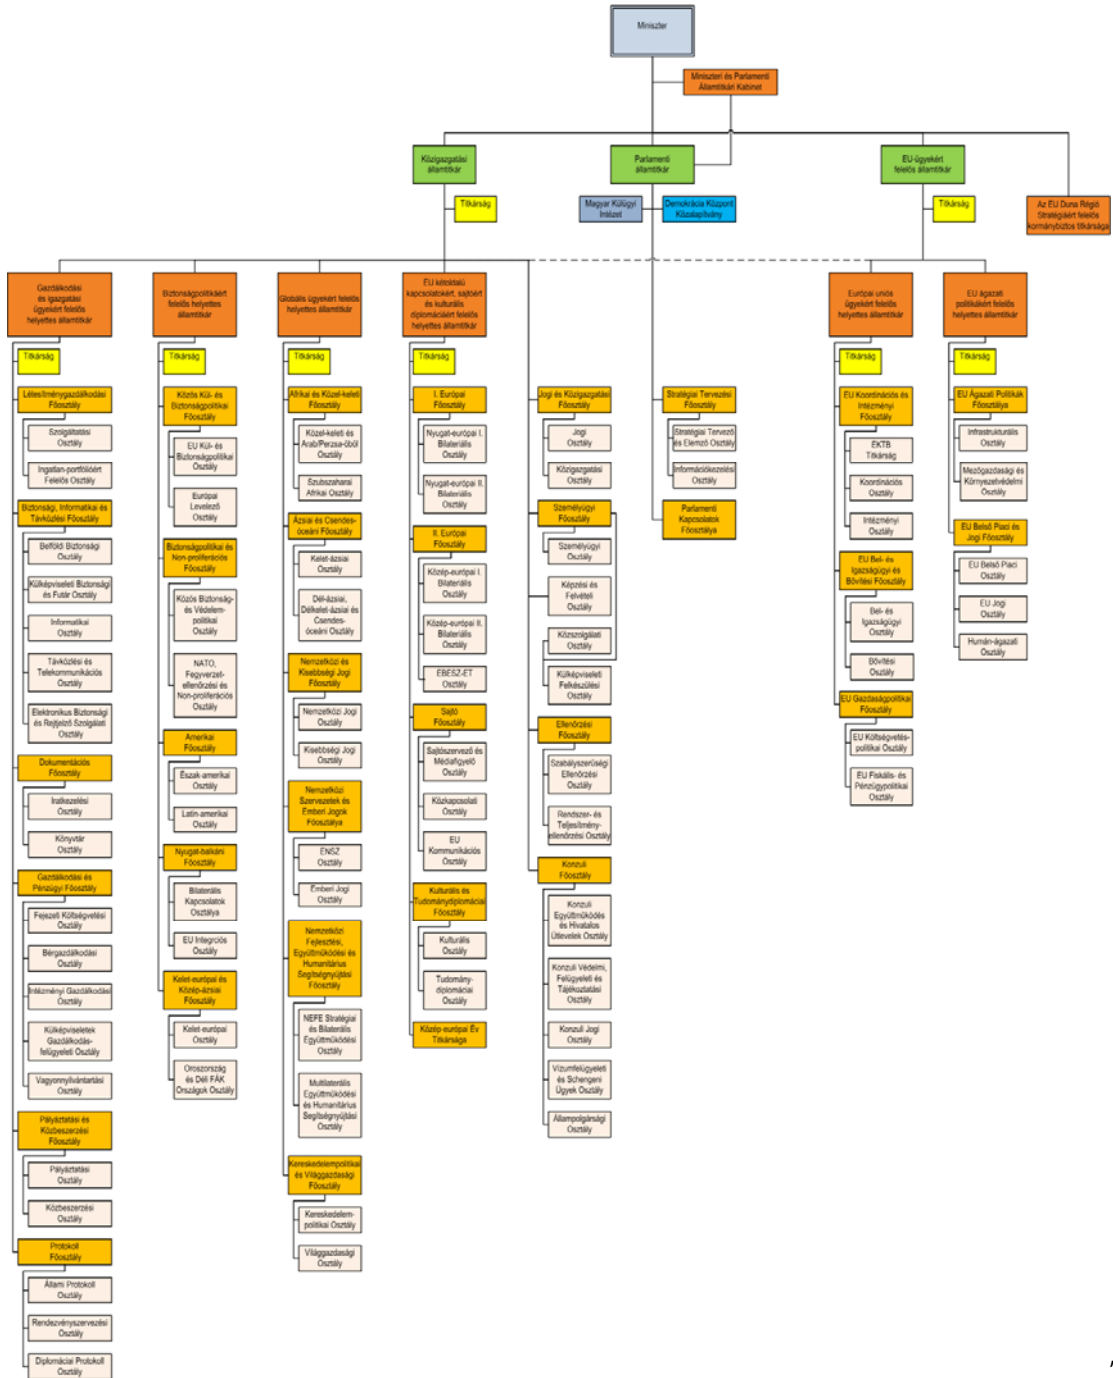 Miniszter
Miniszteri és Parlamenti
Államtitkári Kabinet
Közigazgatási
államtitkár
Parlamenti
államtitkár
EU-ügyekért
felelős államtitkár
Titkárság
Magyar Külügyi
Intézet
Demokrácia Központ
Közalapítvány
Titkárság
Az EU Duna Régió
Stratégiáért felelős
kormánybiztos titkársága
Gazdálkodási
és igazgatási
ügyekért felelős
helyettes államtitkár
Titkárság
Létesítménygazdálkodási
Főosztály
Szolgáltatási
Osztály
Ingatlan-portfólióért
Felelős Osztály
Biztonsági, Informatikai és
Távközlési Főosztály
Belföldi Biztonsági
Osztály
Külképviseleti Biztonsági
és Futár Osztály
Informatikai
Osztály
Távközlési és
Telekommunikációs
Osztály
Elektronikus Biztonsági
és Rejtjelző Szolgálati
Osztály
Dokumentációs
Főosztály
Iratkezelési
Osztály
Könyvtár
Osztály
Gazdálkodási és
Pénzügyi Főosztály
Fejezeti Költségvetési
Osztály
Bérgazdálkodási
Osztály
Intézményi Gazdálkodási
Osztály
Külképviseletek
Gazdálkodás-
felügyeleti Osztály
Vagyonnyilvántartási
Osztály
Pályáztatási és
Közbeszerzési
Főosztály
Pályáztatási
Osztály
Közbeszerzési
Osztály
Protokoll
Főosztály
Állami Protokoll
Osztály
Rendezvényszervezési
Osztály
Diplomáciai Protokoll
Osztály
Biztonságpolitikáért
felelős helyettes
államtitkár
Titkárság
Közös Kül- és
Biztonságpolitikai
Főosztály
EU Kül- és
Biztonságpolitikai
Osztály
Európai
Levelező
Osztály
Biztonságpolitikai és
Non-proliferációs
Főosztály
Közös Biztonság-
és Védelem-
politikai
Osztály
NATO,
Fegyverzet-
ellenőrzési és
Non-proliferációs
Osztály
Amerikai
Főosztály
Észak-amerikai
Osztály
Latin-amerikai
Osztály
Nyugat-balkáni
Főosztály
Bilaterális
Kapcsolatok
Osztálya
EU Integrciós
Osztály
Kelet-európai és
Közép-ázsiai
Főosztály
Kelet-európai
Osztály
Oroszország
és Déli FÁK
Országok Osztály
Globális ügyekért felelős
helyettes államtitkár
Titkárság
Afrikai és Közel-keleti
Főosztály
Közel-keleti és
Arab/Perzsa-öböl
Osztály
Szubszaharai
Afrikai Osztály
Ázsiai és Csendes-
óceáni Főosztály
Kelet-ázsiai
Osztály
Dél-ázsiai,
Délkelet-ázsiai és
Csendes-
óceáni Osztály
Nemzetközi és
Kisebbségi Jogi
Főosztály
Nemzetközi Jogi
Osztály
Kisebbségi Jogi
Osztály
Nemzetközi
Szervezetek és
Emberi Jogok
Főosztálya
ENSZ
Osztály
Emberi Jogi
Osztály
Nemzetközi
Fejlesztési,
Együttműködési és
Humanitárius
Segítségnyújtási
Főosztály
NEFE Stratégiai
és Bilaterális
Együttműködési
Osztály
Multilaterális
Együttműködési
és Humanitárius
Segítségnyújtási
Osztály
Kereskedelempolitikai
és Világgazdasági
Főosztály
Kereskedelem-
politikai Osztály
Világgazdasági
Osztály
EU kétoldalú
kapcsolatokért, sajtóért
és kulturális
diplomáciáért felelős
helyettes államtitkár
Titkárság
I. Európai
Főosztály
Nyugat-európai I.
Bilaterális
Osztály
Nyugat-európai II.
Bilaterális
Osztály
II. Európai
Főosztály
Közép-európai I.
Bilaterális
Osztály
Közép-európai II.
Bilaterális
Osztály
EBESZ-ET
Osztály
Sajtó
Főosztály
Sajtószervező és
Médiafigyelő
Osztály
Közkapcsolati
Osztály
EU
Kommunikációs
Osztály
Kulturális és
Tudománydiplomáciai
Főosztály
Kulturális
Osztály
Tudomány-
diplomáciai
Osztály
Közép-európai Év
Titkársága
Jogi és Közigazgatási
Főosztály
Jogi
Osztály
Közigazgatási
Osztály
Személyügyi
Főosztály
Személyügyi
Osztály
Képzési és
Felvételi
Osztály
Közszolgálati
Osztály
Külképviseleti
Felkészülési
Osztály
Ellenőrzési
Főosztály
Szabályszerűségi
Ellenőrzési
Osztály
Rendszer- és
Teljesítmény-
ellenőrzési Osztály
Konzuli
Főosztály
Konzuli
Együttműködés
és Hivatalos
Útlevelek Osztály
Konzuli Védelmi,
Felügyeleti és
Tájékoztatási
Osztály
Konzuli Jogi
Osztály
Vízumfelügyeleti
és Schengeni
Ügyek Osztály
Állampolgársági
Osztály
Stratégiai Tervezési
Főosztály
Stratégiai Tervező
és Elemző Osztály
Információkezelési
Osztály
Parlamenti
Kapcsolatok
Főosztálya
Európai uniós
ügyekért felelős
helyettes államtitkár
Titkárság
EU Koordinációs és
Intézményi
Főosztály
EKTB
Titkárság
Koordinációs
Osztály
Intézményi
Osztály
EU Bel- és
Igazságügyi és
Bővítési Főosztály
Bel- és
Igazságügyi
Osztály
Bővítési
Osztály
EU Gazdaságpolitikai
Főosztály
EU Költségvetés-
politikai Osztály
EU Fiskális- és
Pénzügypolitikai
Osztály
EU ágazati
politikákért felelős
helyettes államtitkár
Titkárság
EU Ágazati Politikák
Főosztálya
Infrastrukturális
Osztály
Mezőgazdasági és
Környezetvédelmi
Osztály
EU Belső Piaci és
Jogi Főosztály
EU Belső Piaci
Osztály
EU Jogi
Osztály
Humán-ágazati
Osztály
,